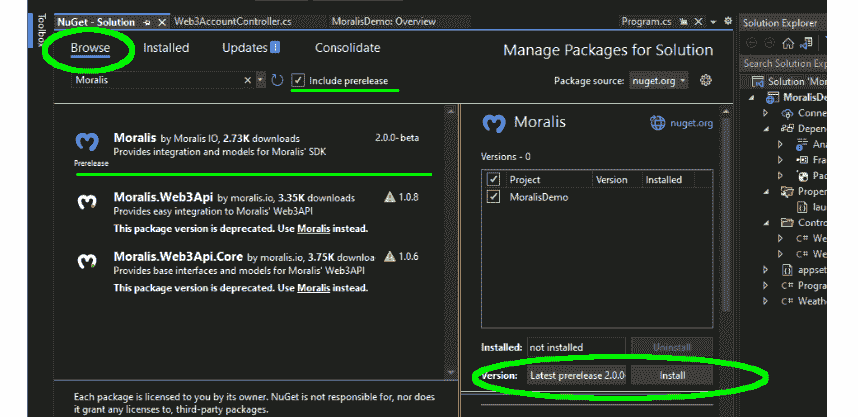 Toolbox
NuGet - Solution
Web3AccountController.cs
MoralisDemo: Overview
Program.cs
Solution Explorer
Browse
Installed
Updates
Consolidate
Manage Packages for Solution
Search Solution Exp
Moralis
Include prerelease
Package source: nuget.org
Solution 'Mor
MoralisDe
Conne
Depen
Ana
Fra
Pac
Proper
lau
Contro
We
We
appset
Progra
Weath
Moralis by Moralis IO, 2.73K downloads
2.0.0-beta
Provides integration and models for Moralis' SDK
Prerelease
Moralis.Web3Api by moralis.io, 3.35K downloads
1.0.8
Provides easy integration to Moralis' Web3API
This package version is deprecated. Use Moralis instead.
Moralis.Web3Api.Core by moralis.io, 3.75K downloa
1.0.6
Provides base interfaces and models for Moralis' Web3Api
This package version is deprecated. Use Moralis instead.
Each package is licensed to you by its owner. NuGet is not responsible for, nor does
it grant any licenses to, third-party packages.
Moralis
nuget.org
Versions - 0
Project Version Installed
MoralisDemo
Installed: not installed Uninstall
Version: Latest prerelease 2.0.0 Install